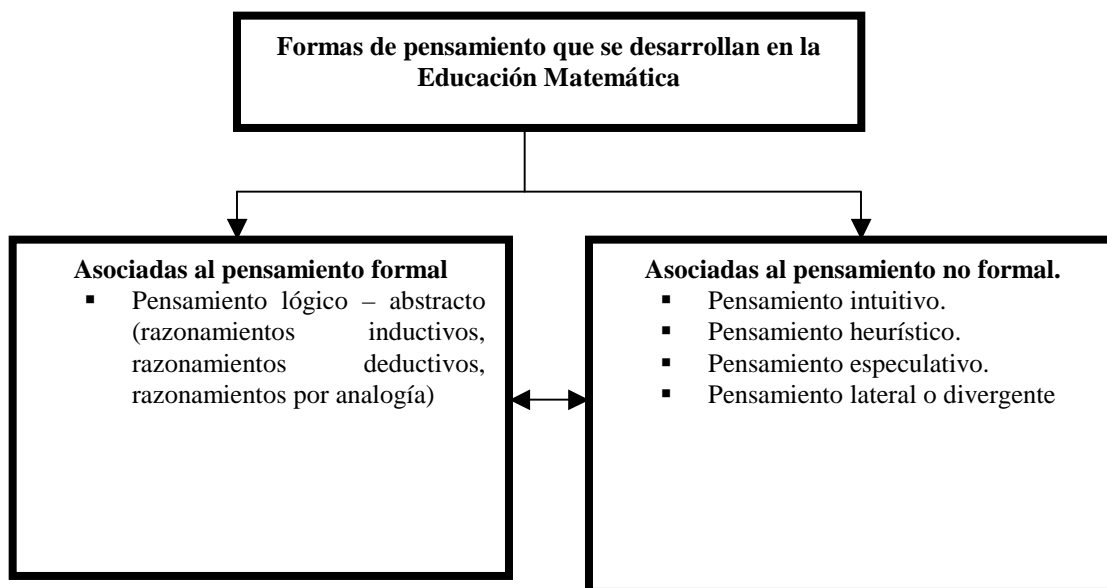 Formas de pensamiento que se desarrollan en la
Educación Matemática
Asociadas al pensamiento formal
▪ Pensamiento lógico – abstracto
(razonamientos inductivos,
razonamientos deductivos,
razonamientos por analogía)
Asociadas al pensamiento no formal.
▪ Pensamiento intuitivo.
▪ Pensamiento heurístico.
▪ Pensamiento especulativo.
▪ Pensamiento lateral o divergente